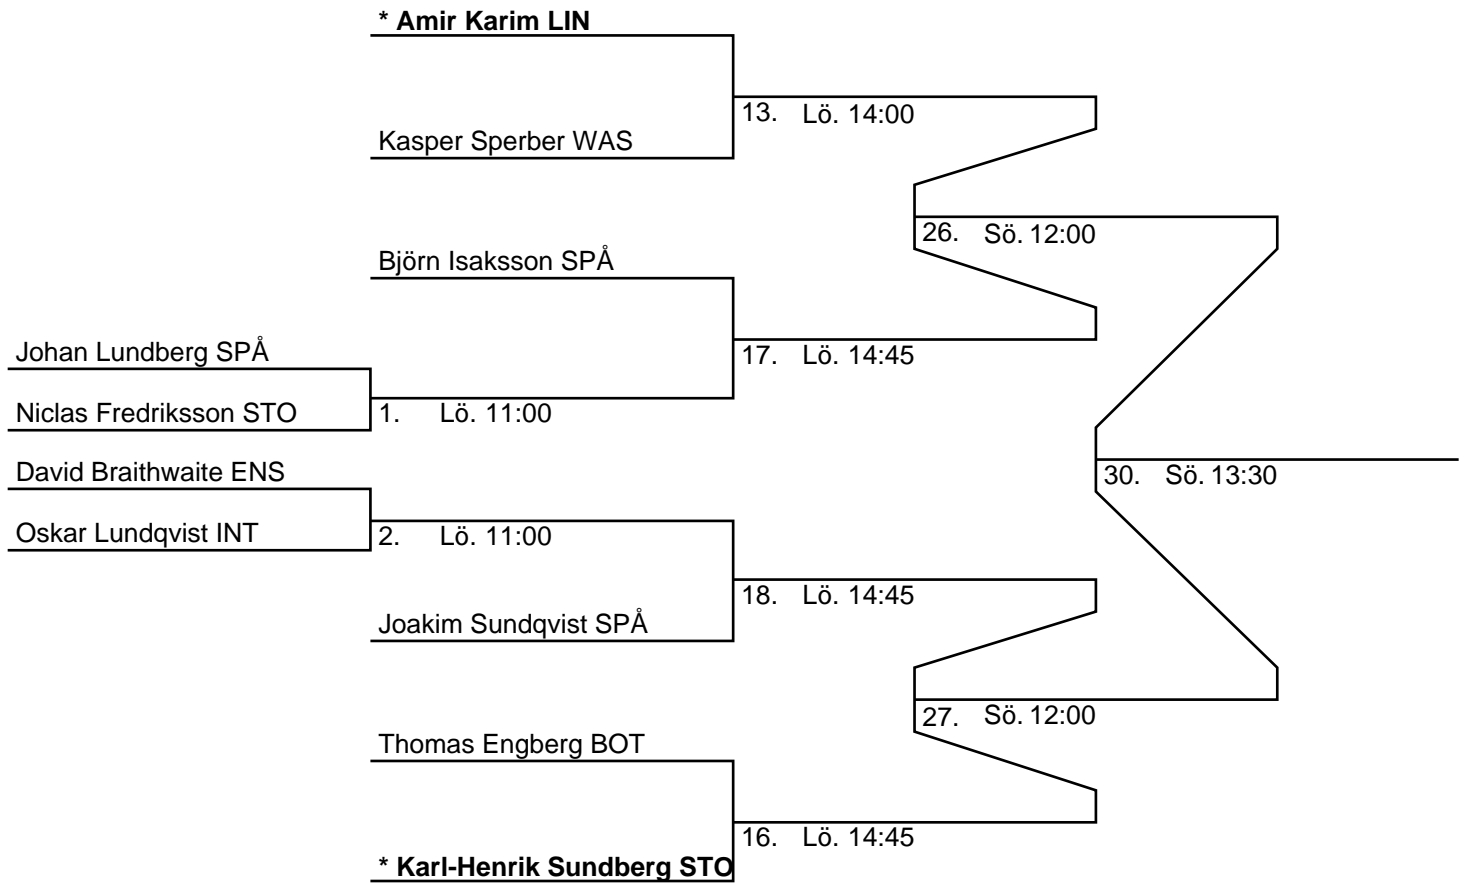 * Amir Karim LIN
13. Lö. 14:00
Kasper Sperber WAS
26. Sö. 12:00
Björn Isaksson SPÅ
Johan Lundberg SPÅ
17. Lö. 14:45
Niclas Fredriksson STO
1. Lö. 11:00
David Braithwaite ENS
30. Sö. 13:30
Oskar Lundqvist INT
2. Lö. 11:00
18. Lö. 14:45
Joakim Sundqvist SPÅ
27. Sö. 12:00
Thomas Engberg BOT
16. Lö. 14:45
* Karl-Henrik Sundberg STO